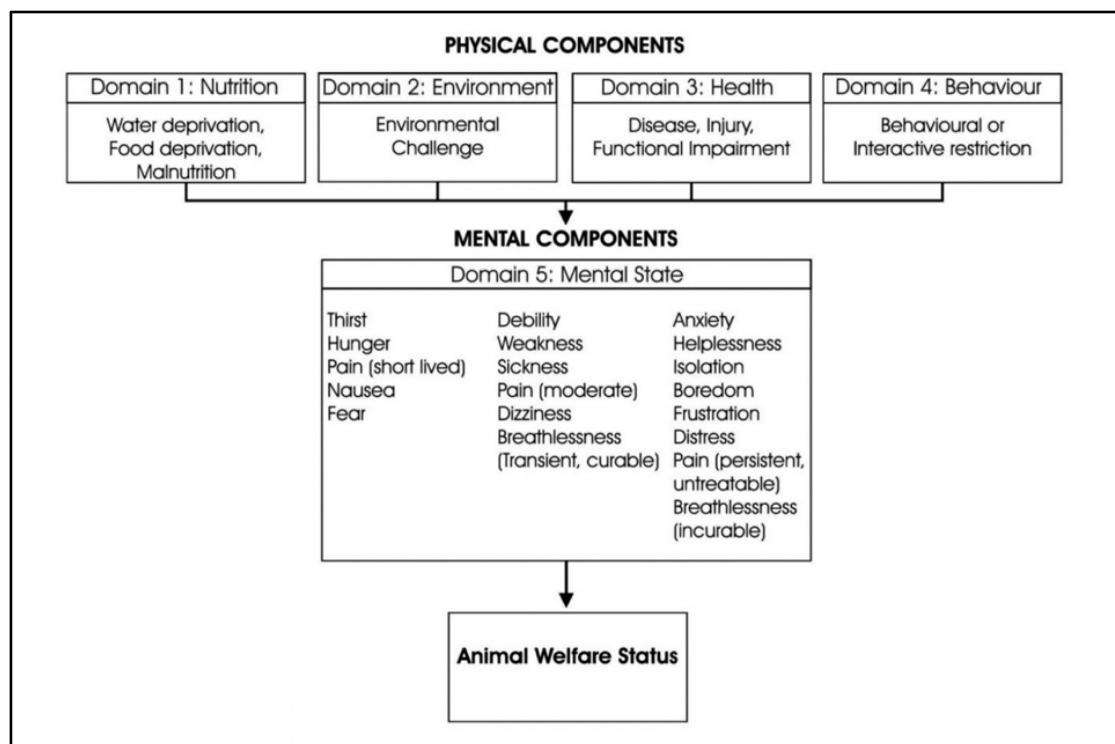 PHYSICAL COMPONENTS
Domain 1: Nutrition
Water deprivation,
Food deprivation,
Malnutrition
Domain 2: Environment
Environmental
Challenge
Domain 3: Health
Disease, Injury,
Functional Impairment
Domain 4: Behaviour
Behavioural or
Interactive restriction
MENTAL COMPONENTS
Domain 5: Mental State
Thirst
Hunger
Pain (short lived)
Nausea
Fear
Debility
Weakness
Sickness
Pain (moderate)
Dizziness
Breathlessness
(Transient, curable)
Anxiety
Helplessness
Isolation
Boredom
Frustration
Distress
Pain (persistent,
untreatable)
Breathlessness
(incurable)
Animal Welfare Status